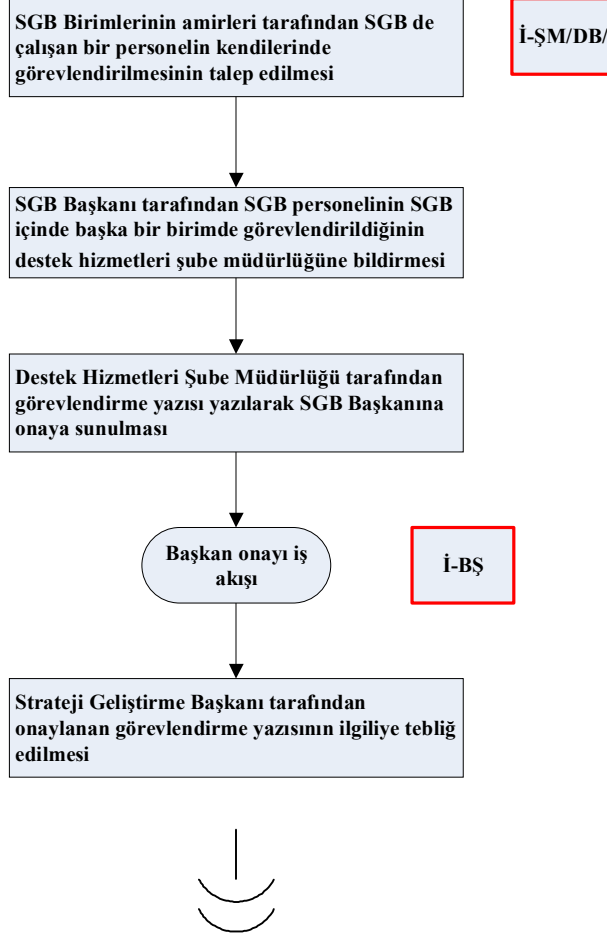 SGB Birimlerinin amirleri tarafından SGB de
çalışan bir personelin kendilerinde
görevlendirilmesinin talep edilmesi
İ-ŞM/DB/
SGB Başkanı tarafından SGB personelinin SGB
içinde başka bir birimde görevlendirildiğinin
destek hizmetleri şube müdürlüğüne bildirmesi
Destek Hizmetleri Şube Müdürlüğü tarafından
görevlendirme yazısı yazılarak SGB Başkanına
onaya sunulması
Başkan onayı iş
akışı
İ-BŞ
Strateji Geliştirme Başkanı tarafından
onaylanan görevlendirme yazısının ilgiliye tebliğ
edilmesi